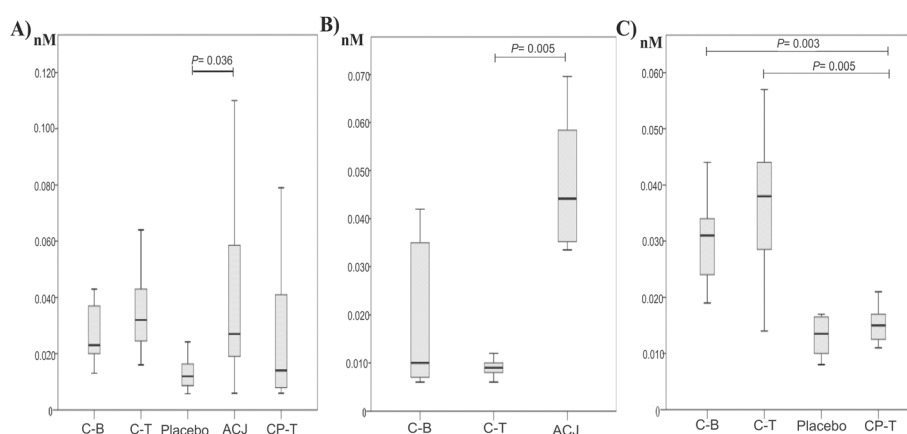 A)
nM
0.120
0.100
0.080
0.060
0.040
0.020
0
P= 0.036
C-B C-T Placebo ACJ CP-T
B)
nM
0.070
0.060
0.050
0.040
0.030
0.020
0.010
0
P= 0.005
C-B C-T ACJ
C)
nM
0.060
0.050
0.040
0.030
0.020
0.010
0
P= 0.003
P= 0.005
C-B C-T Placebo CP-T